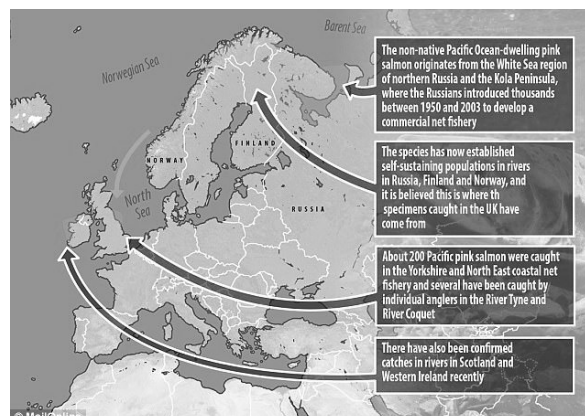 Barent Sea
Norwegian Sea
The non-native Pacific Ocean-dwelling pink
salmon originates from the White Sea region
of northern Russia and the Kola Peninsula,
where the Russians introduced thousands
between 1950 and 2003 to develop a
commercial net fishery
FINLAND
NORWAY
North
Sea
RUSSIA
The species has now established
self-sustaining populations in rivers
in Russia, Finland and Norway, and
it is believed this is where th
specimens caught in the UK have
come from
About 200 Pacific pink salmon were caught
in the Yorkshire and North East coastal net
fishery and several have been caught by
individual anglers in the River Tyne and
River Coquet
There have also been confirmed
catches in rivers in Scotland and
Western Ireland recently
© MailOnline